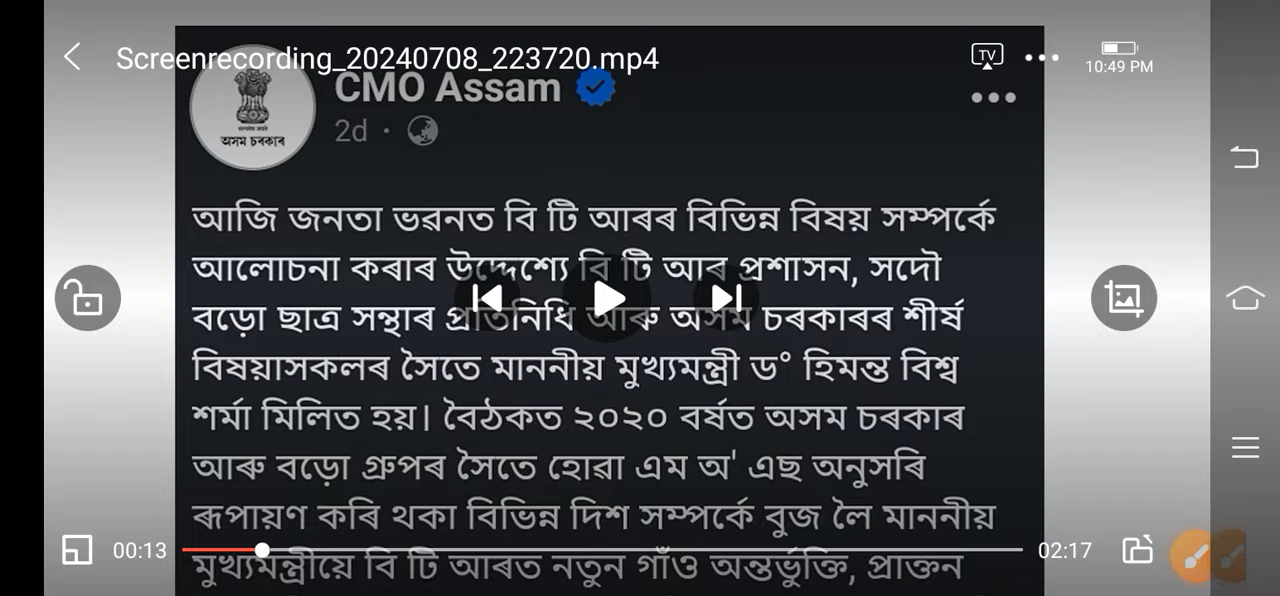 Screenrecording_20240708_223720.mp4
TV
10:49 PM
অসম চৰকাৰ
CMO Assam
2d ·
আজি জনতা ভৱনত বি টি আৰৰ বিভিন্ন বিষয় সম্পৰ্কে
আলোচনা কৰাৰ উদ্দেশ্যে বি টি আৰ প্ৰশাসন, সদৌ
বড়ো ছাত্ৰ সন্থাৰ প্ৰতিনিধি আৰু অসম চৰকাৰৰ শীৰ্ষ
বিষয়াসকলৰ সৈতে মাননীয় মুখ্যমন্ত্ৰী ড° হিমন্ত বিশ্ব
শৰ্মা মিলিত হয়। বৈঠকত ২০২০ বৰ্ষত অসম চৰকাৰ
আৰু বড়ো গ্ৰুপৰ সৈতে হোৱা এম অ' এছ অনুসৰি
ৰূপায়ণ কৰি থকা বিভিন্ন দিশ সম্পৰ্কে বুজ লৈ মাননীয়
মুখ্যমন্ত্ৰীয়ে বি টি আৰত নতুন গাঁও অন্তৰ্ভুক্তি, প্ৰাক্তন
00:13
02:17